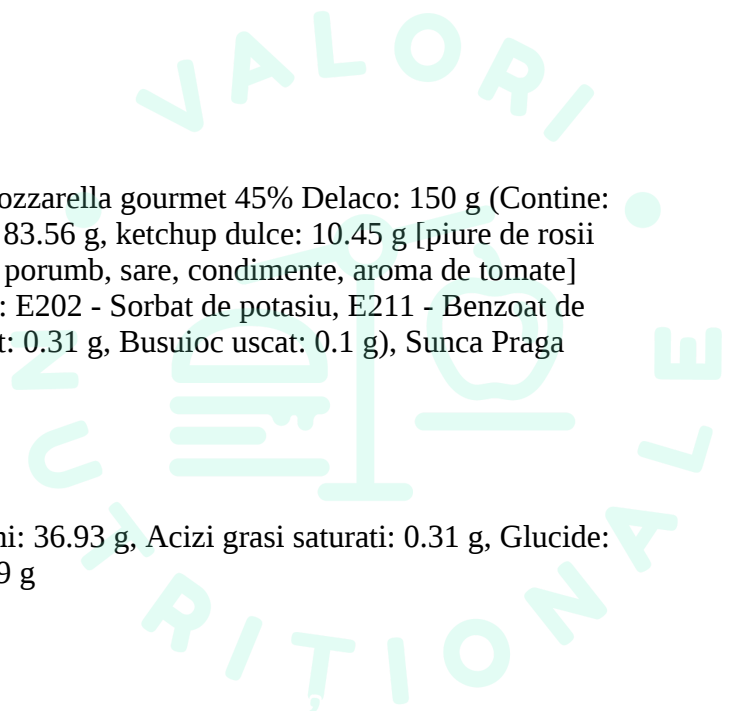 VALORI
ozzarella gourmet 45% Delaco: 150 g (Contine:
83.56 g, ketchup dulce: 10.45 g [piure de rosii
porumb, sare, condimente, aroma de tomate]
: E202 - Sorbat de potasiu, E211 - Benzoat de
t: 0.31 g, Busuioc uscat: 0.1 g), Sunca Praga
ni: 36.93 g, Acizi grasi saturati: 0.31 g, Glucide:
9 g
NUTRITIONALE